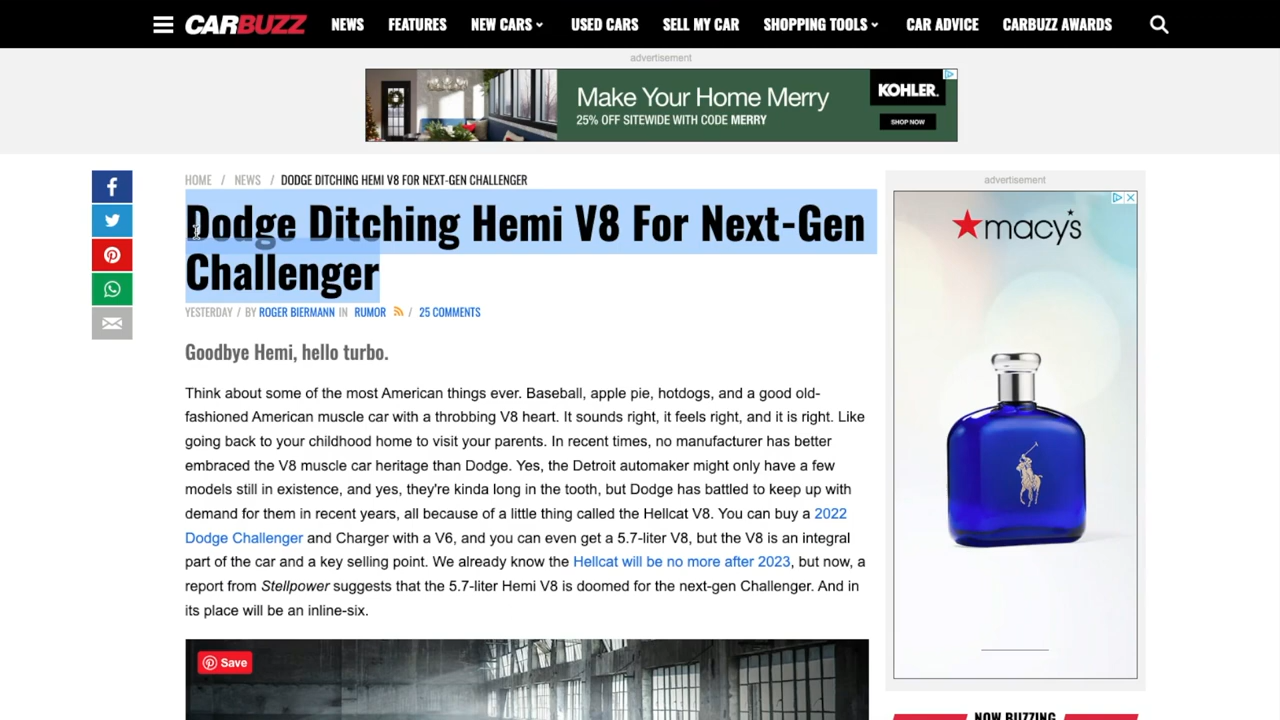 CARBUZZ NEWS FEATURES NEW CARS USED CARS SELL MY CAR SHOPPING TOOLS CAR ADVICE CARBUZZ AWARDS
advertisement
Make Your Home Merry
25% OFF SITEWIDE WITH CODE MERRY
KOHLER.
SHOP NOW
HOME / NEWS / DODGE DITCHING HEMI V8 FOR NEXT-GEN CHALLENGER
Dodge Ditching Hemi V8 For Next-Gen
Challenger
YESTERDAY / BY ROGER BIERMANN IN RUMOR / 25 COMMENTS
Goodbye Hemi, hello turbo.
Think about some of the most American things ever. Baseball, apple pie, hotdogs, and a good old-
fashioned American muscle car with a throbbing V8 heart. It sounds right, it feels right, and it is right. Like
going back to your childhood home to visit your parents. In recent times, no manufacturer has better
embraced the V8 muscle car heritage than Dodge. Yes, the Detroit automaker might only have a few
models still in existence, and yes, they're kinda long in the tooth, but Dodge has battled to keep up with
demand for them in recent years, all because of a little thing called the Hellcat V8. You can buy a 2022
Dodge Challenger and Charger with a V6, and you can even get a 5.7-liter V8, but the V8 is an integral
part of the car and a key selling point. We already know the Hellcat will be no more after 2023, but now, a
report from Stellpower suggests that the 5.7-liter Hemi V8 is doomed for the next-gen Challenger. And in
its place will be an inline-six.
Save
advertisement
macy's
NOW BUZZING